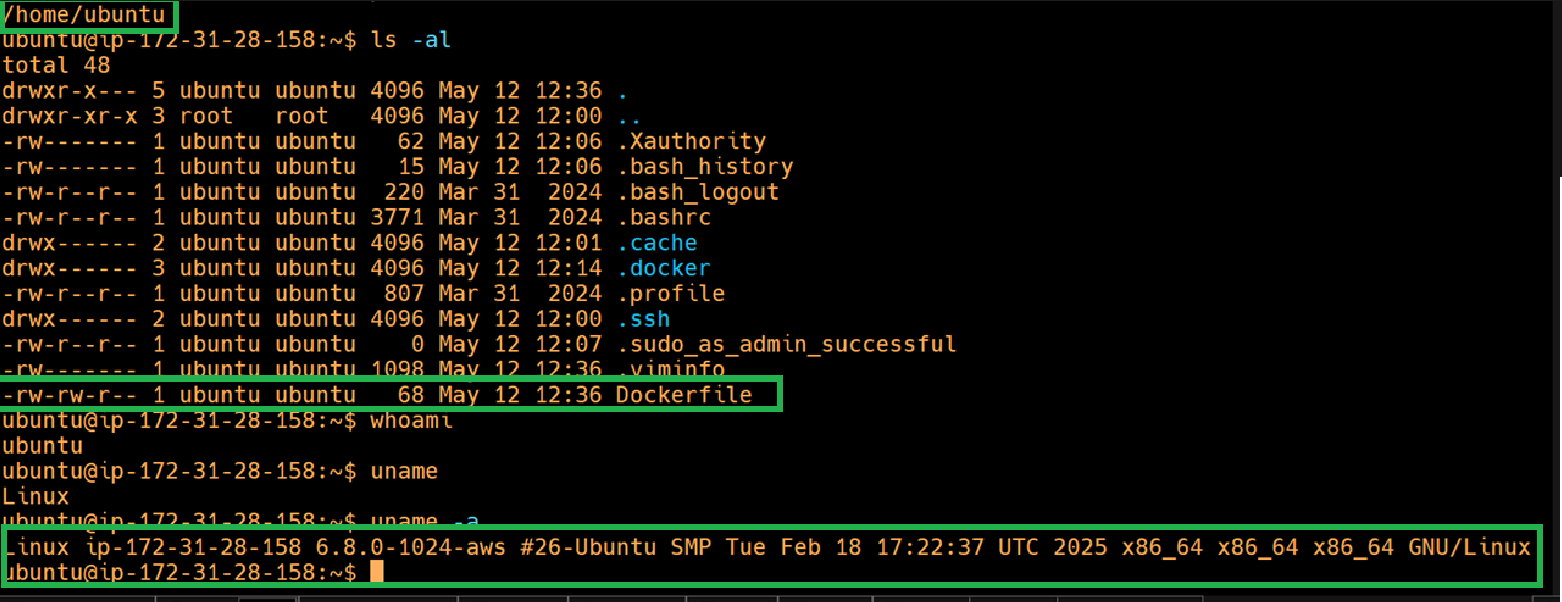 /home/ubuntu
ubuntu@ip-172-31-28-158:~$ ls -al
total 48
drwxr-x--- 5 ubuntu ubuntu 4096 May 12 12:36 .
drwxr-xr-x 3 root   root   4096 May 12 12:00 ..
-rw------- 1 ubuntu ubuntu   62 May 12 12:06 .Xauthority
-rw------- 1 ubuntu ubuntu   15 May 12 12:06 .bash_history
-rw-r--r-- 1 ubuntu ubuntu  220 Mar 31  2024 .bash_logout
-rw-r--r-- 1 ubuntu ubuntu 3771 Mar 31  2024 .bashrc
drwx------ 2 ubuntu ubuntu 4096 May 12 12:01 .cache
drwx------ 3 ubuntu ubuntu 4096 May 12 12:14 .docker
-rw-r--r-- 1 ubuntu ubuntu  807 Mar 31  2024 .profile
drwx------ 2 ubuntu ubuntu 4096 May 12 12:00 .ssh
-rw-r--r-- 1 ubuntu ubuntu    0 May 12 12:07 .sudo_as_admin_successful
-rw------- 1 ubuntu ubuntu 1098 May 12 12:36 .viminfo
-rw-rw-r-- 1 ubuntu ubuntu   68 May 12 12:36 Dockerfile
ubuntu@ip-172-31-28-158:~$ whoami
ubuntu
ubuntu@ip-172-31-28-158:~$ uname
Linux
ubuntu@ip-172-31-28-158:~$ uname -a
Linux ip-172-31-28-158 6.8.0-1024-aws #26-Ubuntu SMP Tue Feb 18 17:22:37 UTC 2025 x86_64 x86_64 x86_64 GNU/Linux
ubuntu@ip-172-31-28-158:~$